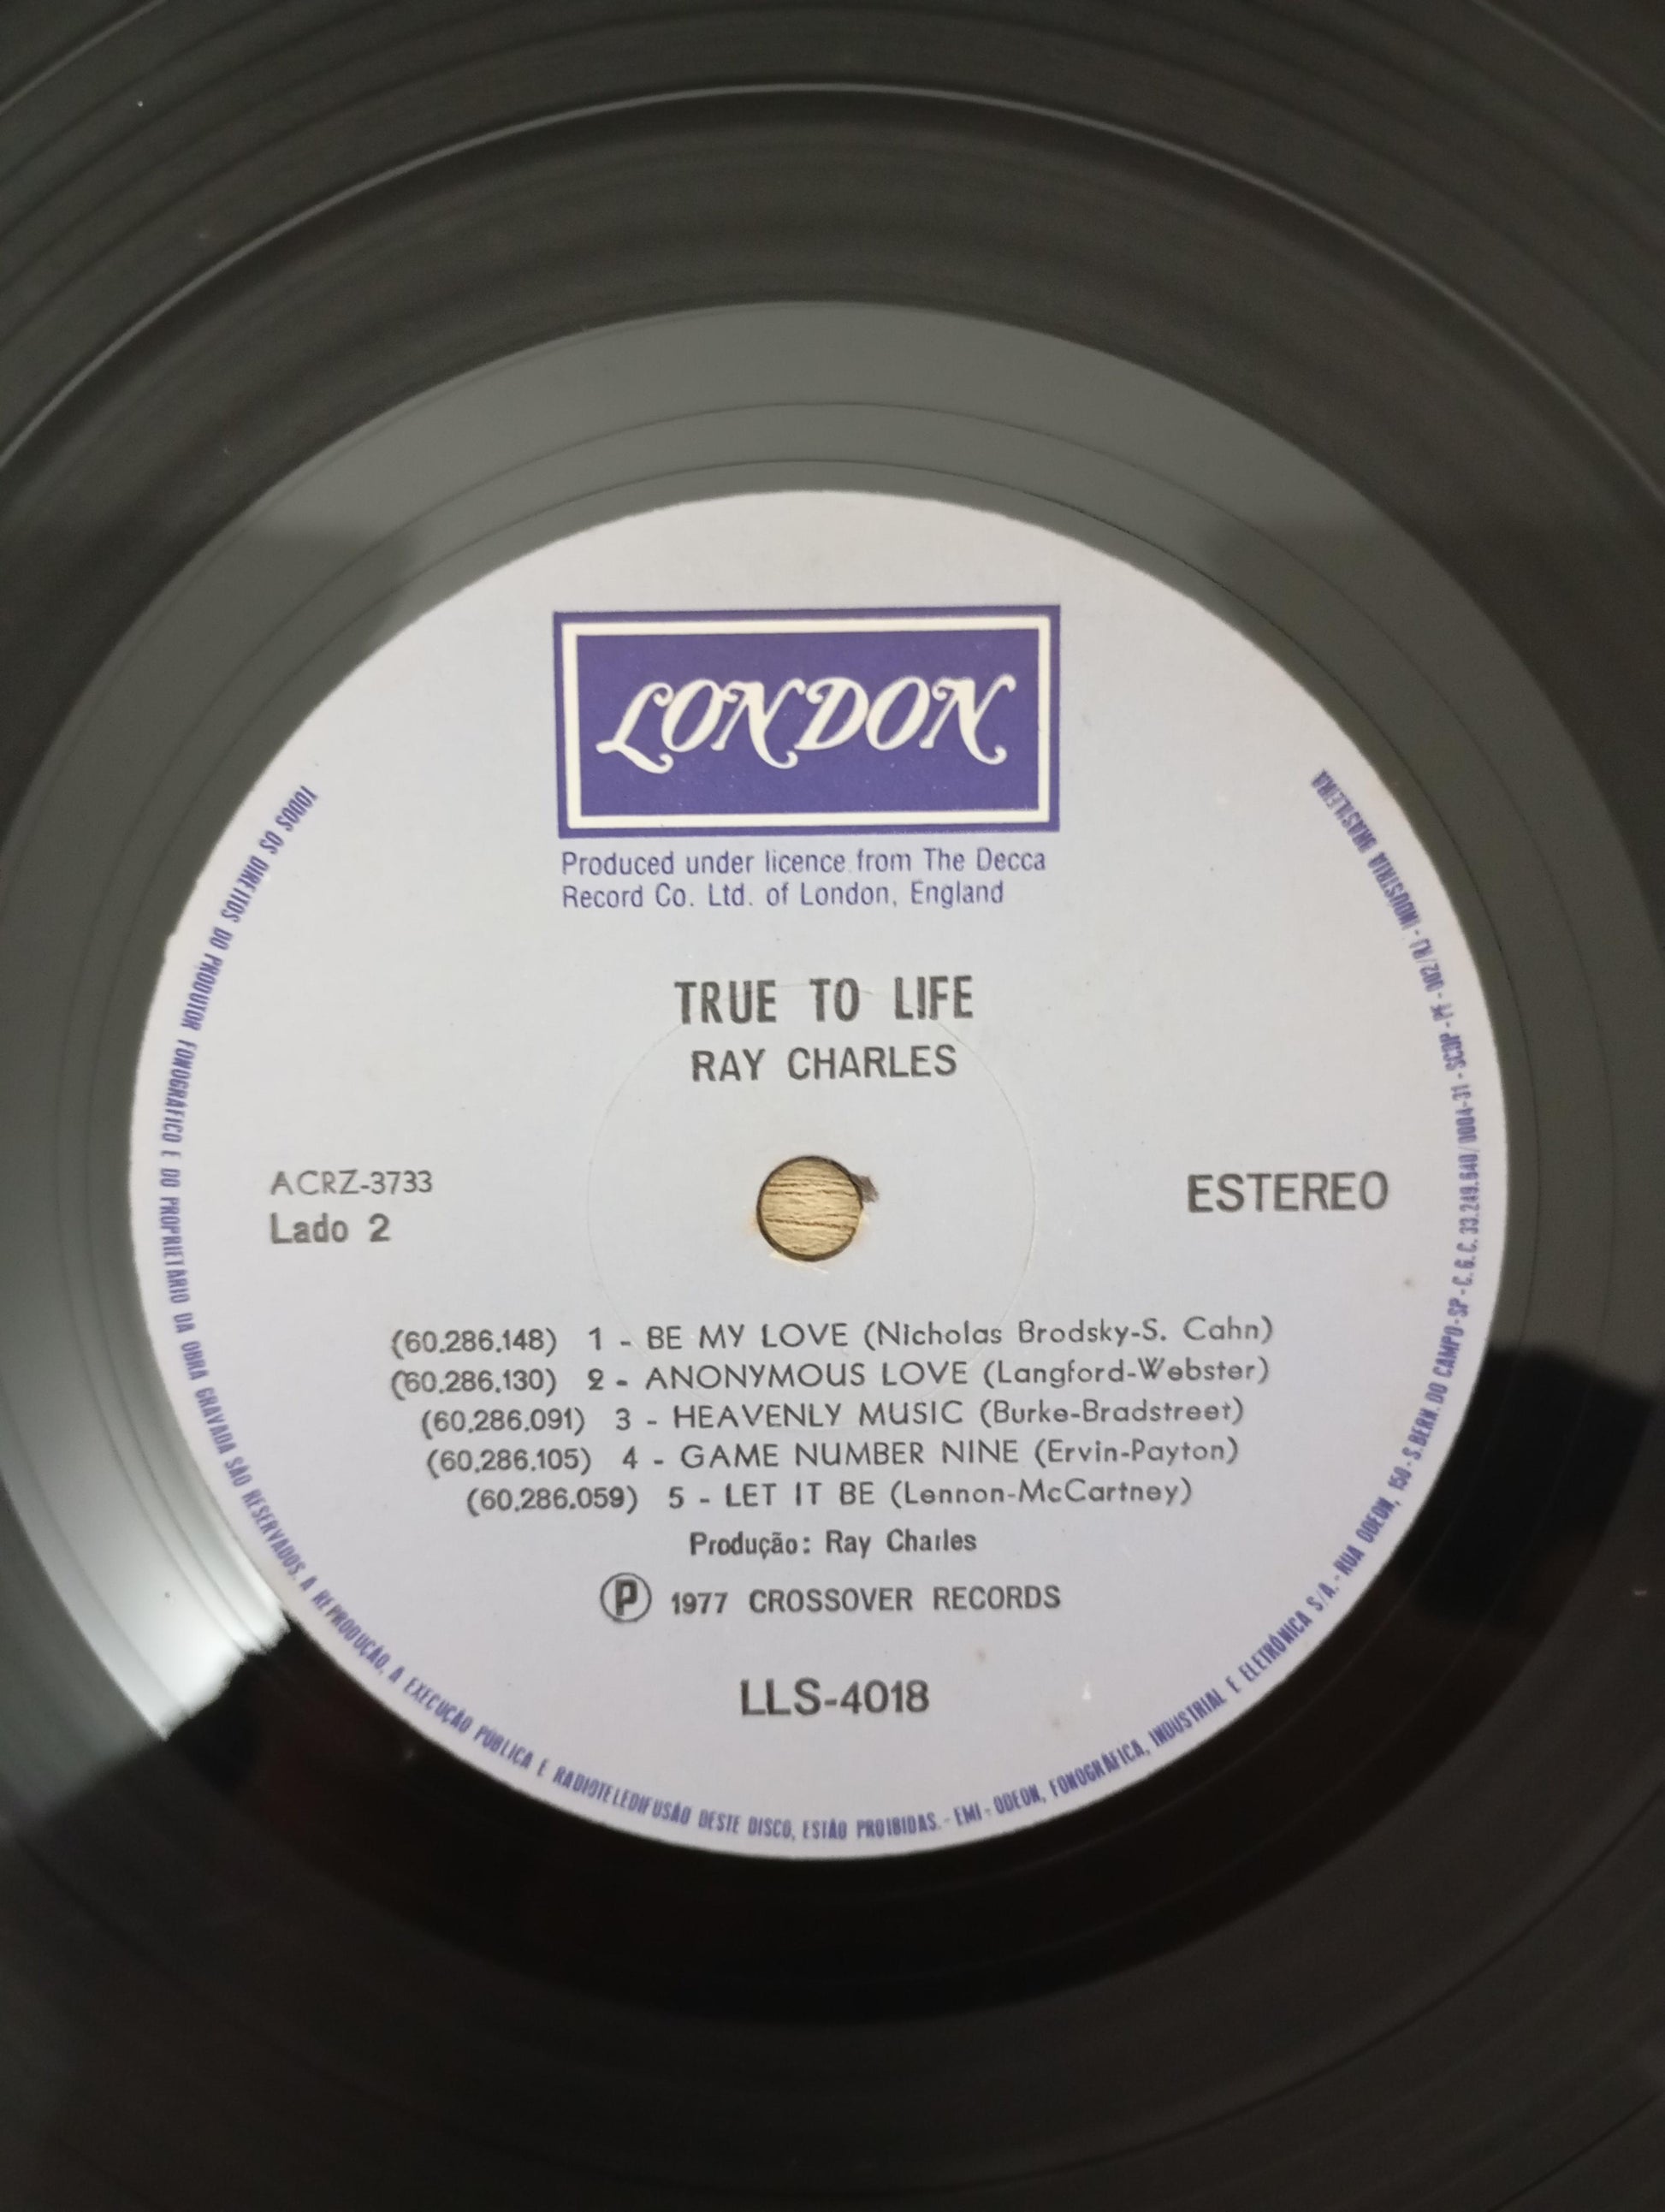 LONDON
Produced under licence from The Decca
Record Co. Ltd. of London, England
TRUE TO LIFE
RAY CHARLES
ACRZ-3733
Lado 2
ESTEREO
(60.286.148) 1 - BE MY LOVE (Nicholas Brodsky-S. Cahn)
(60.286.130) 2 - ANONYMOUS LOVE (Langford-Webster)
(60.286.091) 3 - HEAVENLY MUSIC (Burke-Bradstreet)
(60.286.105) 4 - GAME NUMBER NINE (Ervin-Payton)
(60.286.059) 5 - LET IT BE (Lennon-McCartney)
Produção: Ray Charles
Ⓟ 1977 CROSSOVER RECORDS
LLS-4018
TODOS OS DIREITOS DO PRODUTOR FONOGRÁFICO E DO PROPRIETÁRIO DA OBRA GRAVADA SÃO RESERVADOS. A REPRODUÇÃO, A EXECUÇÃO PÚBLICA E RADIOTELEDIFUSÃO DESTE DISCO, ESTÃO PROIBIDAS. - EMI - ODEON, FONOGRÁFICA, INDUSTRIAL E ELETRÔNICA S/A. - RUA ODEON, 150 - S.BERN. DO CAMPO-SP - C.G.C. 33.249.640/0004-31 - SCDP - PF - 002/RJ - INDÚSTRIA BRASILEIRA